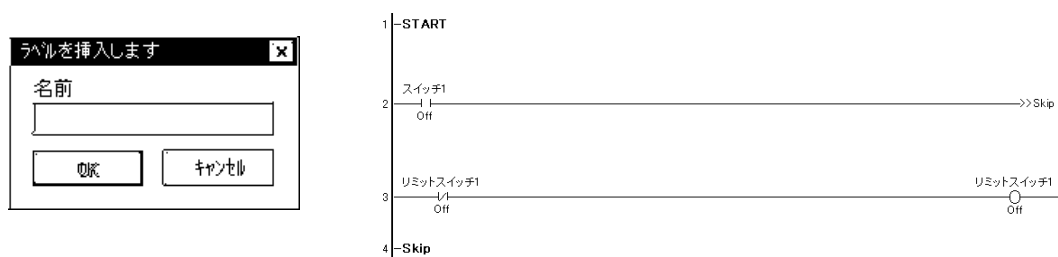 ラベルを挿入します
名前
OK
キャンセル
1 START
スイッチ1
2
Off
>>Skip
リミットスイッチ1
リミットスイッチ1
3
Off
Off
4 Skip